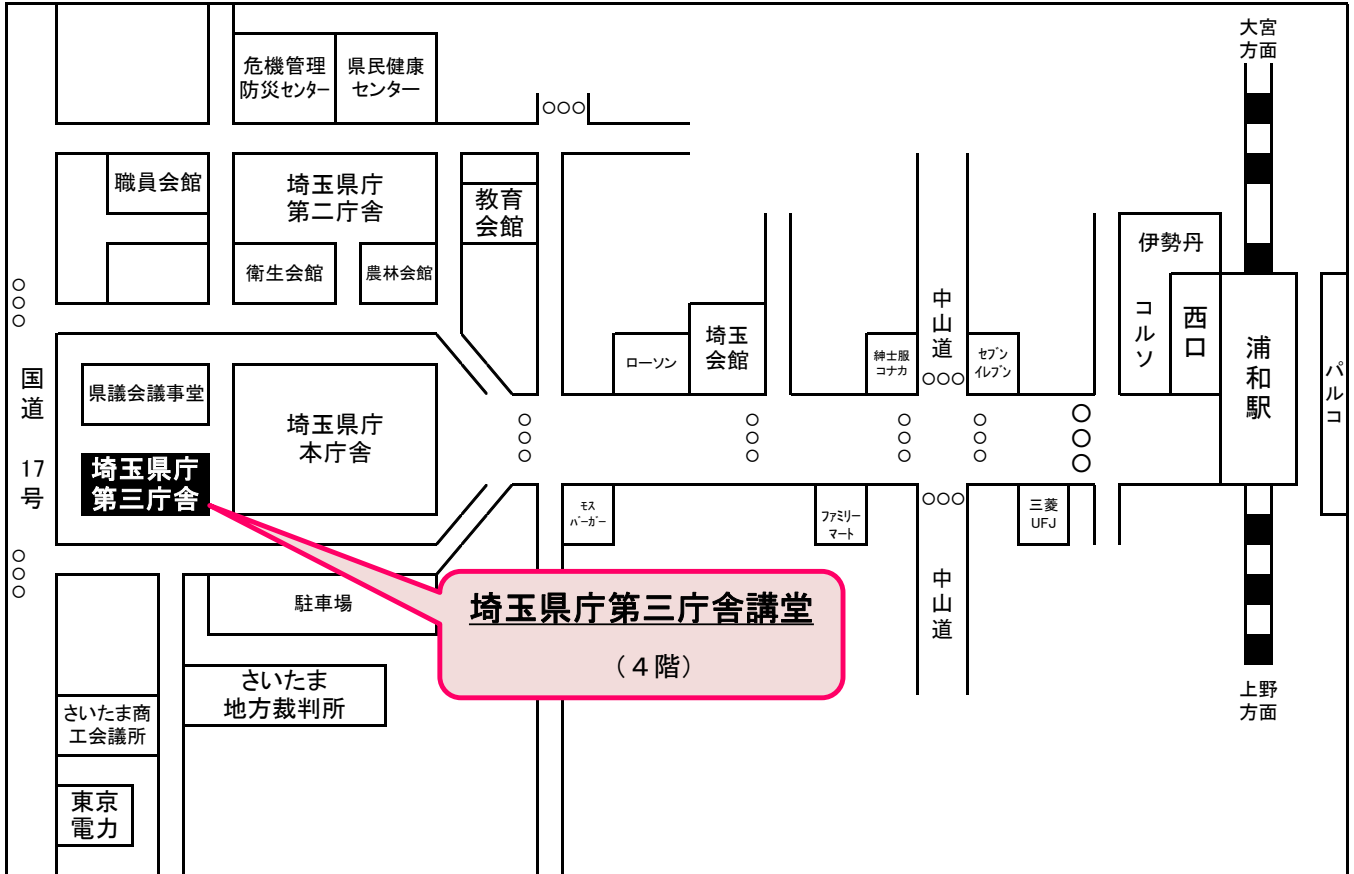 大宮
方面
危機管理
防災センター
県民健康
センター
○○○
職員会館
埼玉県庁
第二庁舎
教育
会館
衛生会館
農林会館
伊勢丹
コルソ
西口
浦和駅
パルコ
中山道
○○○
○○○
国道
17
号
県議会議事堂
埼玉県庁
本庁舎
ローソン
埼玉
会館
紳士服
コナカ
セブン
イレブン
○○○
○○○
○○○
○○○
○○○
埼玉県庁
第三庁舎
モス
バーガー
ファミリー
マート
○○○
三菱
UFJ
○○○
中山道
駐車場
埼玉県庁第三庁舎講堂
（４階）
さいたま
地方裁判所
さいたま商
工会議所
東京
電力
上野
方面